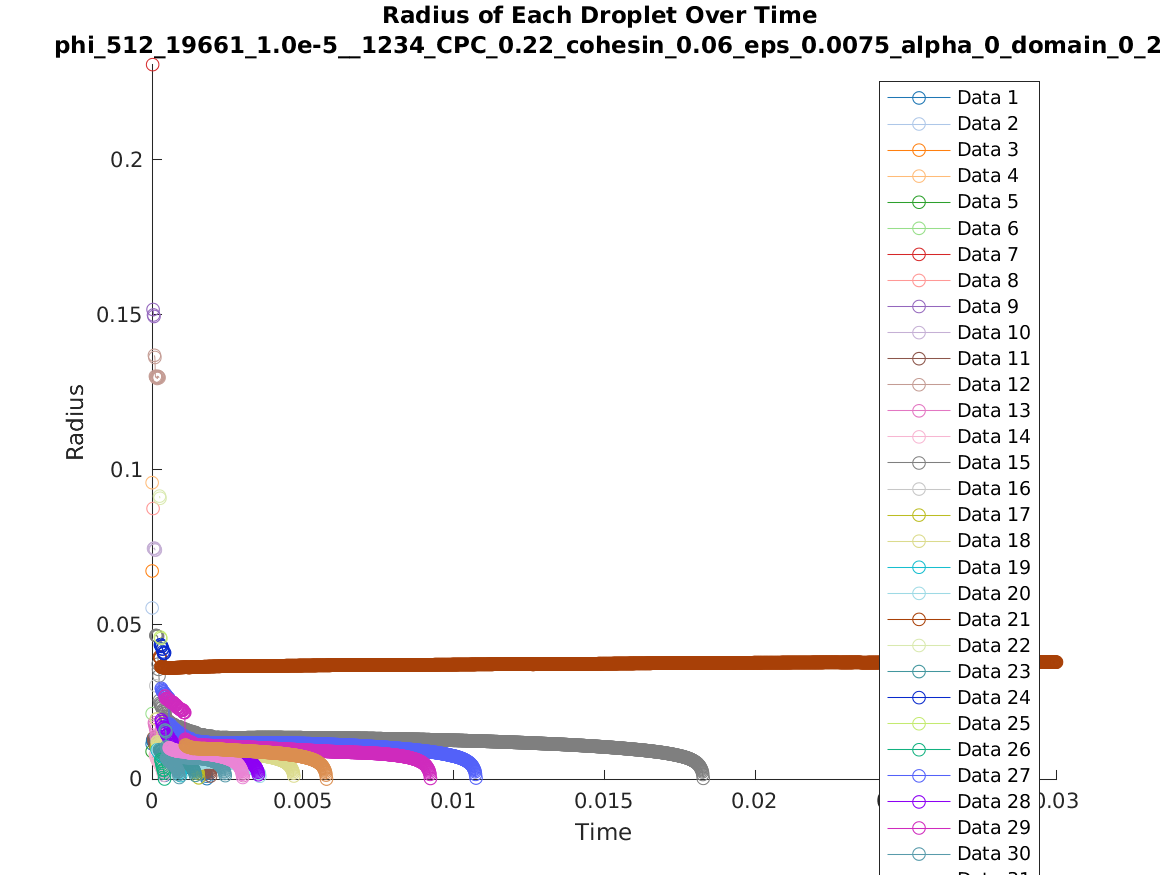 Radius of Each Droplet Over Time
phi_512_19661_1.0e-5__1234_CPC_0.22_cohesin_0.06_eps_0.0075_alpha_0_domain_0_2
Radius
0.2
0.15
0.1
0.05
0
0
0.005
0.01
0.015
0.02
0.03
Time
Data 1
Data 2
Data 3
Data 4
Data 5
Data 6
Data 7
Data 8
Data 9
Data 10
Data 11
Data 12
Data 13
Data 14
Data 15
Data 16
Data 17
Data 18
Data 19
Data 20
Data 21
Data 22
Data 23
Data 24
Data 25
Data 26
Data 27
Data 28
Data 29
Data 30